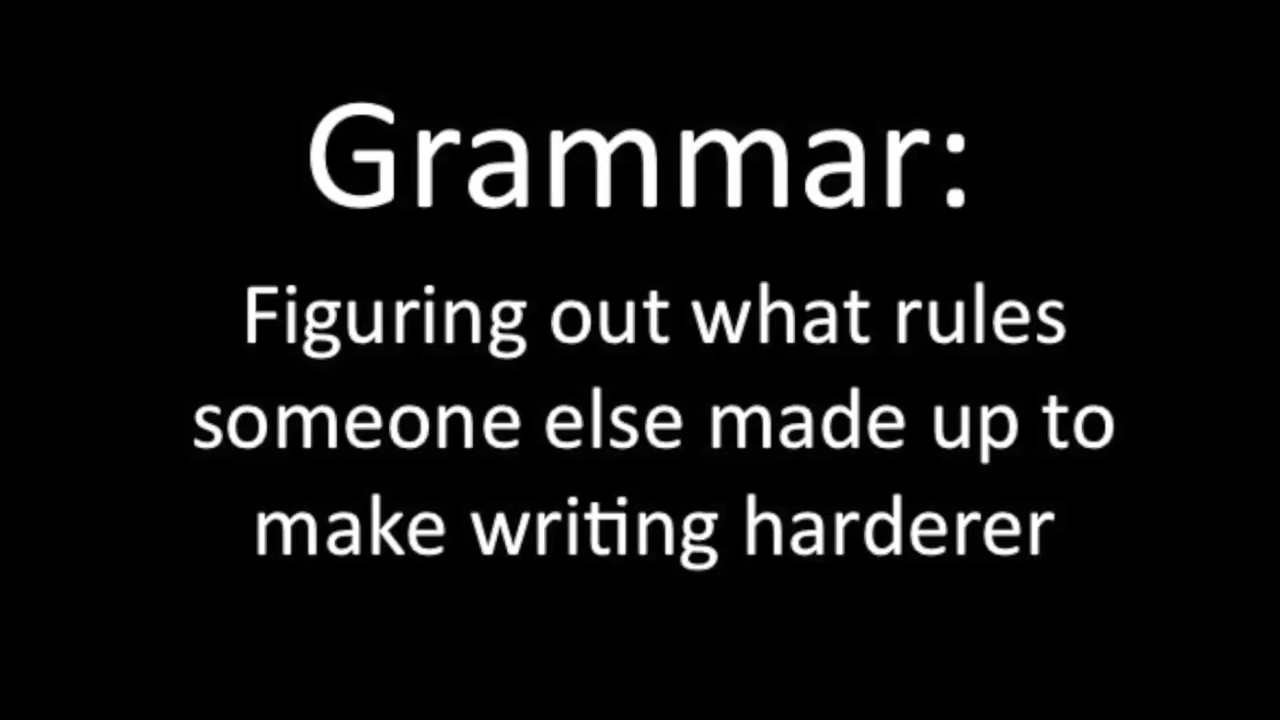 Grammar:
Figuring out what rules
someone else made up to
make writing harderer